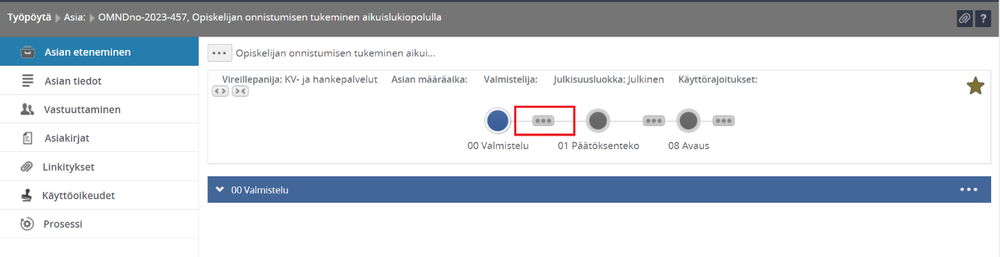 Työpöytä Asia: OMNDno-2023-457, Opiskelijan onnistumisen tukeminen aikuislukiopolulla ?
Asian eteneminen
Asian tiedot
Vastuuttaminen
Asiakirjat
Linkitykset
Käyttöoikeudet
Prosessi
Opiskelijan onnistumisen tukeminen aikui...
Vireillepanija: KV- ja hankepalvelut Asian määräaika: Valmistelija: Julkisuusluokka: Julkinen Käyttörajoitukset:
00 Valmistelu 01 Päätöksenteko 08 Avaus
00 Valmistelu